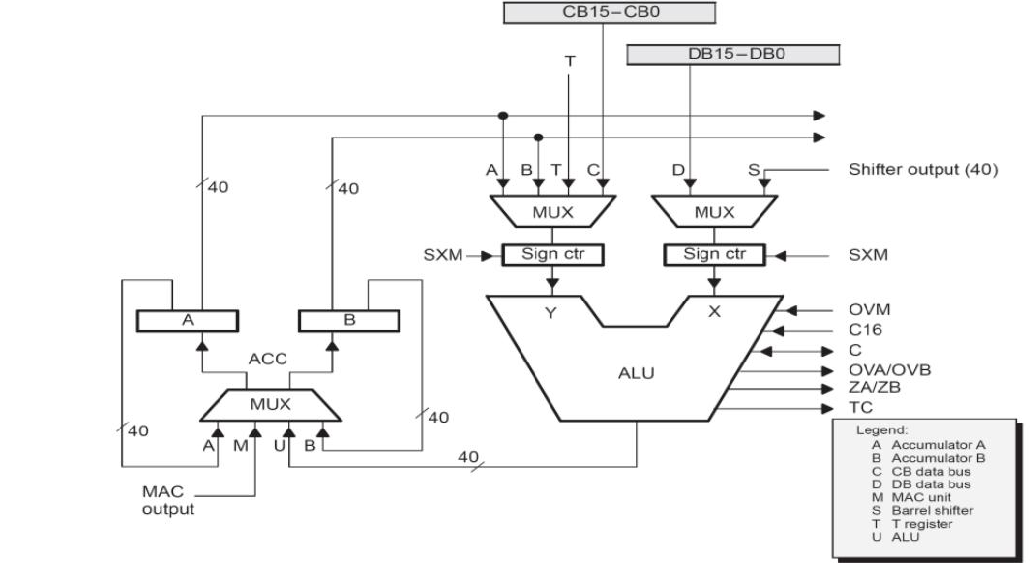 CB15–CB0
DB15–DB0
T
40
40
A B T C
D S
Shifter output (40)
MUX
MUX
SXM
Sign ctr
Sign ctr
SXM
A
B
Y
X
OVM
C16
C
OVA/OVB
ZA/ZB
TC
ACC
ALU
MUX
40
40
A M U B
40
MAC
output
Legend:
A Accumulator A
B Accumulator B
C CB data bus
D DB data bus
M MAC unit
S Barrel shifter
T T register
U ALU